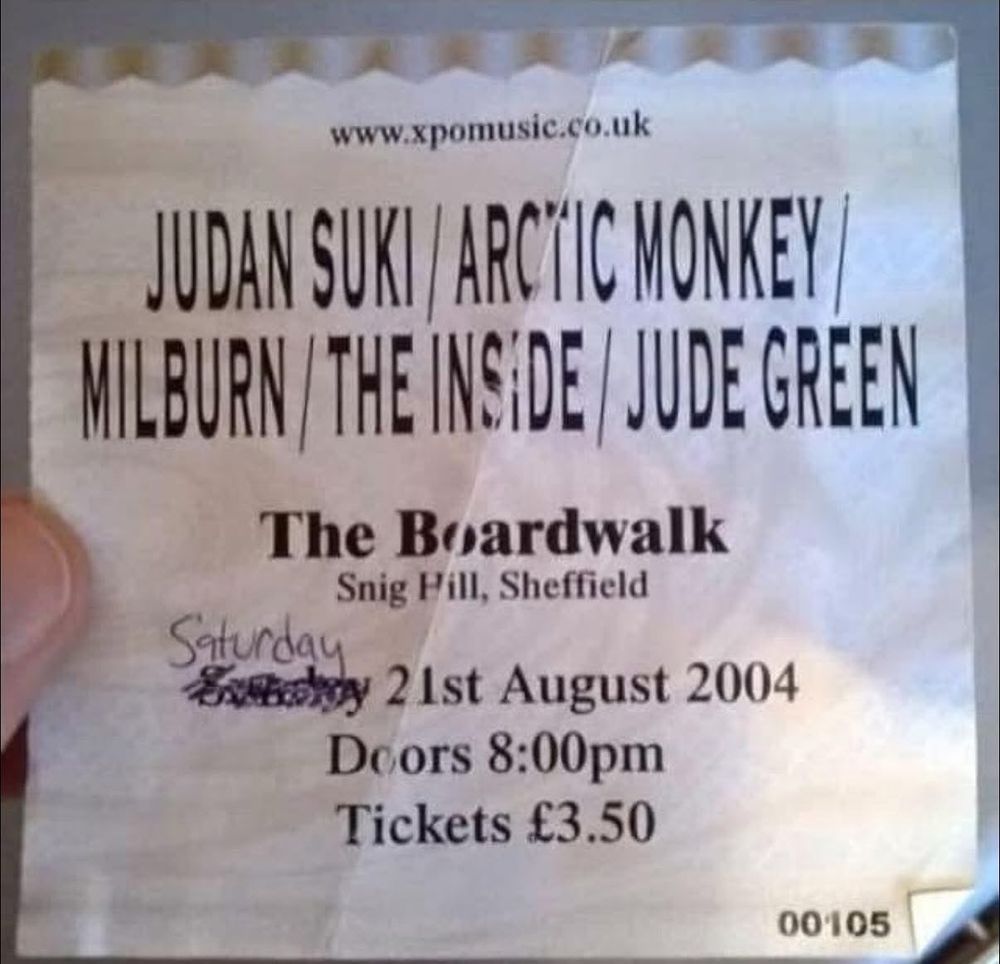 www.xpomusic.co.uk
JUDAN SUKI / ARCTIC MONKEY /
MILBURN / THE INSIDE / JUDE GREEN
The Boardwalk
Snig Hill, Sheffield
Saturday
21st August 2004
Doors 8:00pm
Tickets £3.50
00105